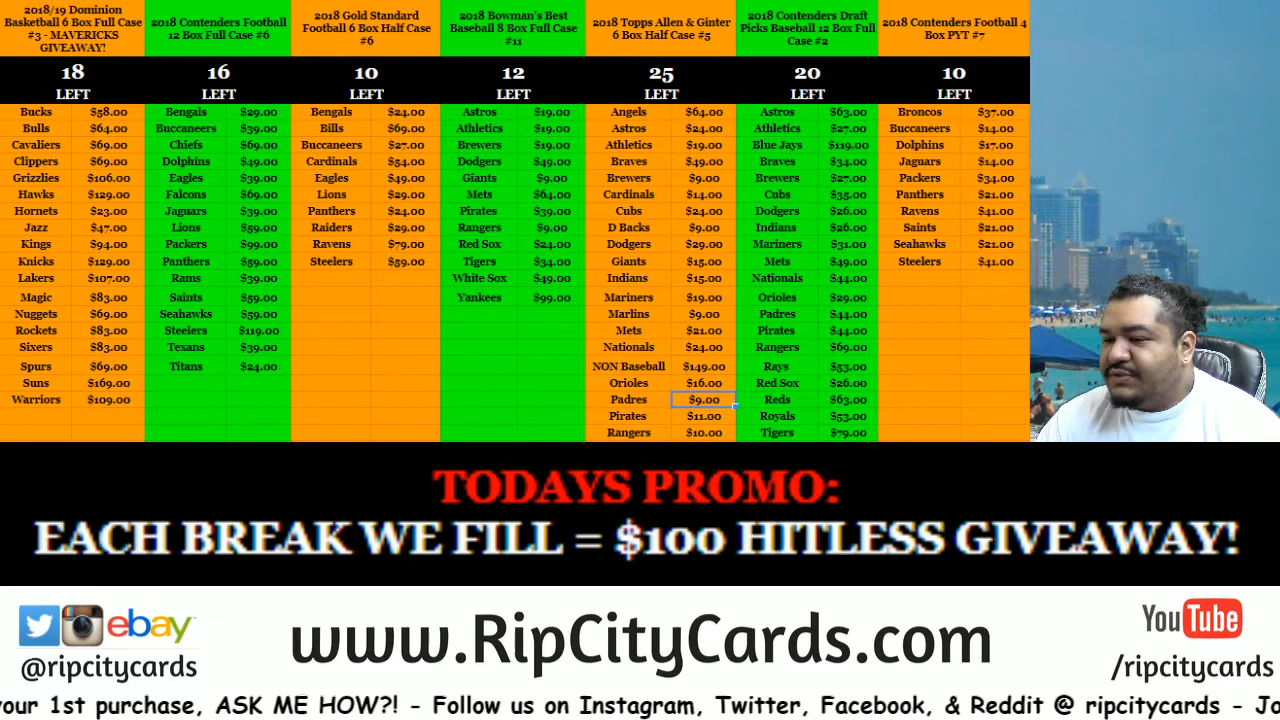 2018/19 Dominion Basketball 6 Box Full Case #3 - MAVERICKS GIVEAWAY!
18
LEFT
Bucks $58.00
Bulls $64.00
Cavaliers $69.00
Clippers $69.00
Grizzlies $106.00
Hawks $129.00
Hornets $23.00
Jazz $47.00
Kings $94.00
Knicks $129.00
Lakers $107.00
Magic $83.00
Nuggets $69.00
Rockets $83.00
Sixers $83.00
Spurs $69.00
Suns $169.00
Warriors $109.00
2018 Contenders Football 12 Box Full Case #6
16
LEFT
Bengals $29.00
Buccaneers $39.00
Chiefs $69.00
Dolphins $49.00
Eagles $39.00
Falcons $69.00
Jaguars $39.00
Lions $59.00
Packers $99.00
Panthers $59.00
Rams $39.00
Saints $59.00
Seahawks $59.00
Steelers $119.00
Texans $39.00
Titans $24.00
2018 Gold Standard Football 6 Box Half Case #6
10
LEFT
Bengals $24.00
Bills $69.00
Buccaneers $27.00
Cardinals $54.00
Eagles $49.00
Lions $29.00
Panthers $24.00
Raiders $29.00
Ravens $79.00
Steelers $59.00
2018 Bowman's Best Baseball 8 Box Full Case #11
12
LEFT
Astros $19.00
Athletics $19.00
Brewers $19.00
Dodgers $49.00
Giants $9.00
Mets $64.00
Pirates $39.00
Rangers $9.00
Red Sox $24.00
Tigers $34.00
White Sox $49.00
Yankees $99.00
2018 Topps Allen & Ginter 6 Box Half Case #5
25
LEFT
Angels $64.00
Astros $24.00
Athletics $19.00
Braves $49.00
Brewers $9.00
Cardinals $14.00
Cubs $24.00
D Backs $9.00
Dodgers $29.00
Giants $15.00
Indians $15.00
Mariners $19.00
Marlins $9.00
Mets $21.00
Nationals $24.00
NON Baseball $149.00
Orioles $16.00
Padres $9.00
Pirates $11.00
Rangers $10.00
2018 Contenders Draft Picks Baseball 12 Box Full Case #2
20
LEFT
Astros $63.00
Athletics $27.00
Blue Jays $119.00
Braves $34.00
Brewers $27.00
Cubs $35.00
Dodgers $26.00
Indians $26.00
Mariners $31.00
Mets $49.00
Nationals $44.00
Orioles $29.00
Padres $44.00
Pirates $44.00
Rangers $69.00
Rays $53.00
Red Sox $26.00
Reds $63.00
Royals $53.00
Tigers $79.00
2018 Contenders Football 4 Box PYT #7
10
LEFT
Broncos $37.00
Buccaneers $14.00
Dolphins $17.00
Jaguars $14.00
Packers $34.00
Panthers $21.00
Ravens $41.00
Saints $21.00
Seahawks $21.00
Steelers $41.00
TODAYS PROMO:
EACH BREAK WE FILL = $100 HITLESS GIVEAWAY!
ebay
@ripcitycards
www.RipCityCards.com
YouTube
/ripcitycards
your 1st purchase, ASK ME HOW?! - Follow us on Instagram, Twitter, Facebook, & Reddit @ ripcitycards - Jo